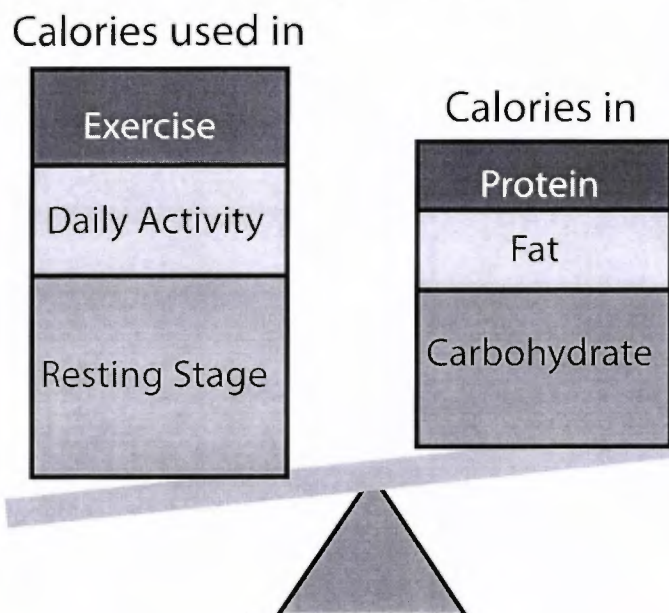 Calories used in
Exercise
Daily Activity
Resting Stage
Calories in
Protein
Fat
Carbohydrate